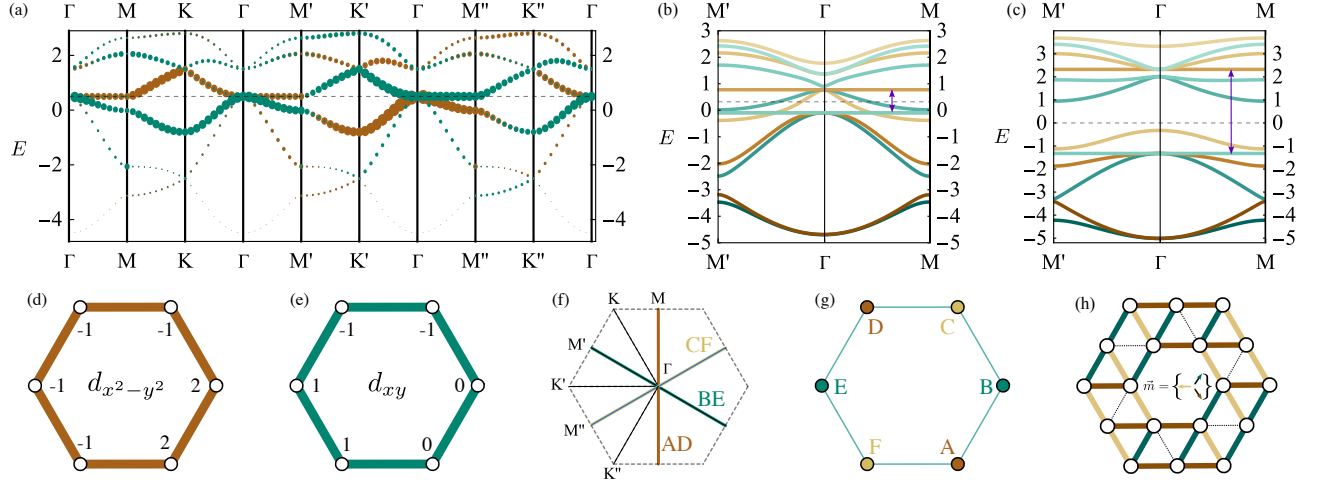 (a)
Γ M K Γ M' K' Γ M'' K'' Γ
2
0
−2
−4
E
2
0
−2
−4
Γ M K Γ M' K' Γ M'' K'' Γ
(b)
M' Γ M
3
2
1
0
−1
−2
−3
−4
−5
E
3
2
1
0
−1
−2
−3
−4
−5
M' Γ M
(c)
M' Γ M
3
2
1
0
−1
−2
−3
−4
−5
E
3
2
1
0
−1
−2
−3
−4
−5
M' Γ M
(d)
-1 -1
-1 d_{x²−y²} 2
-1 2
(e)
-1 -1
1 d_{xy} 0
1 0
(f)
K M
M' CF
Γ
K' BE
M'' AD
K''
(g)
D C
E B
F A
(h)
m⃗ = { }